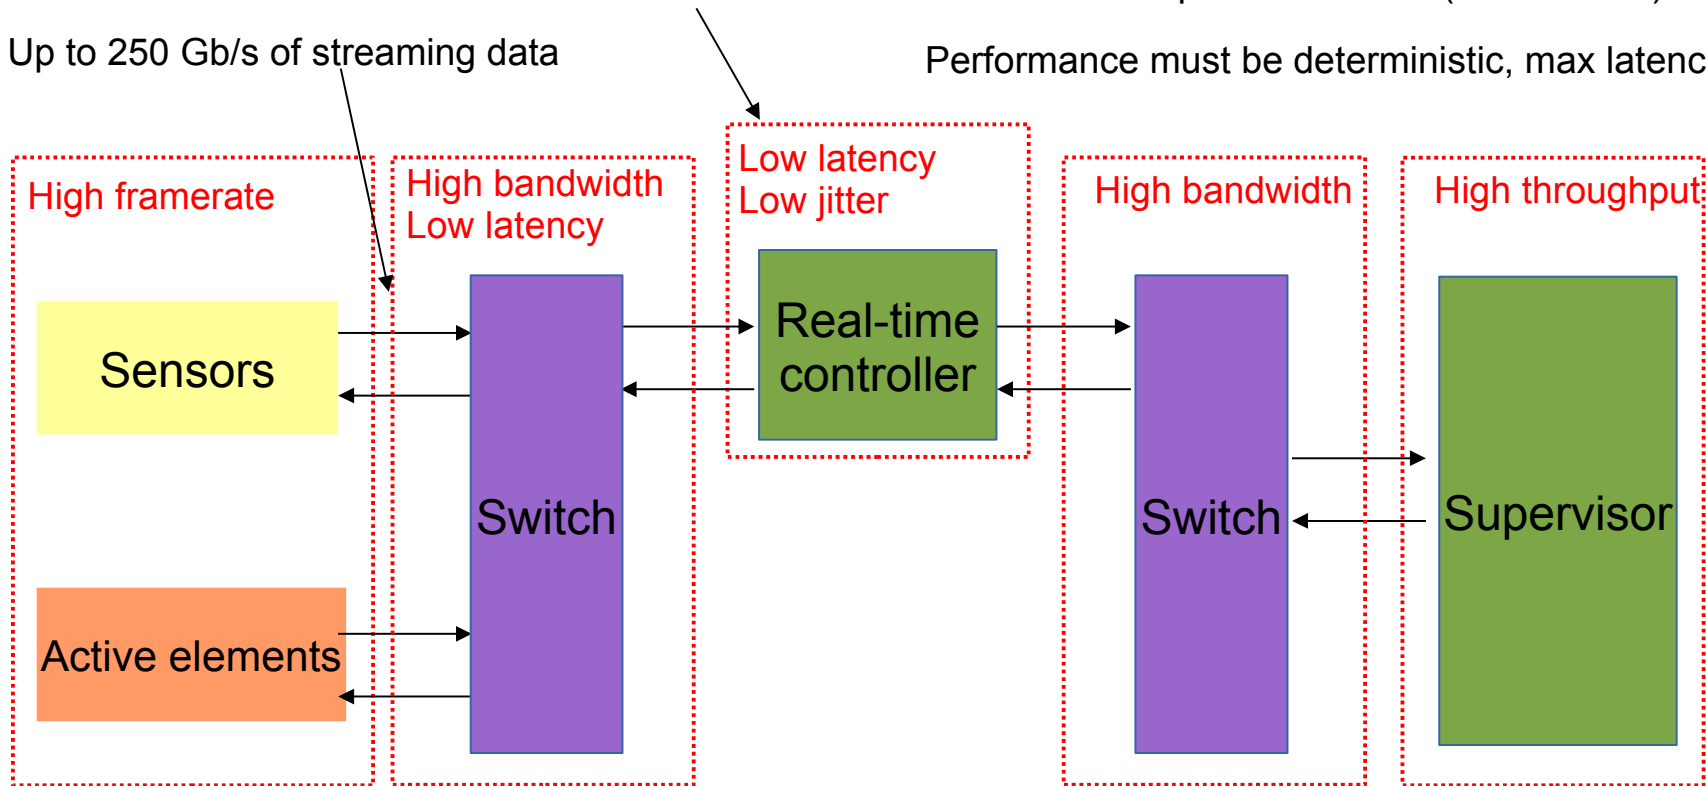 Up to 250 Gb/s of streaming data
Performance must be deterministic, max
High framerate
High bandwidth
Low latency
Low latency
Low jitter
High bandwidth
High throughput
Sensors
Active elements
Switch
Real-time
controller
Switch
Supervisor